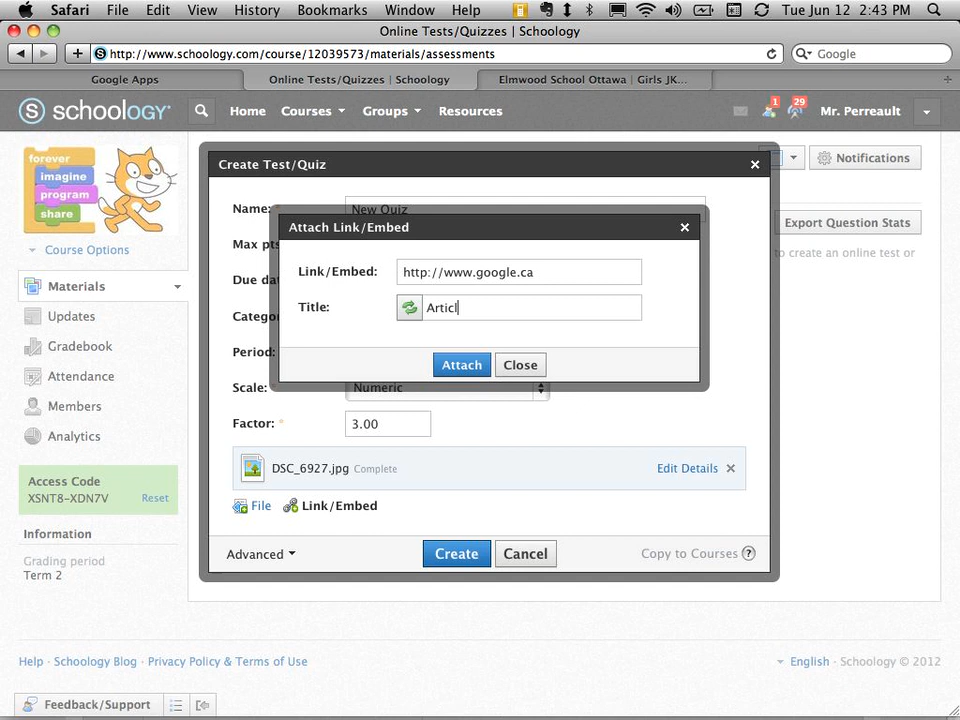 Safari File Edit View History Bookmarks Window Help Tue Jun 12 2:43 PM
Online Tests/Quizzes | Schoology
http://www.schoology.com/course/12039573/materials/assessments
Google
Google Apps
Online Tests/Quizzes | Schoology
Elmwood School Ottawa | Girls JK...
S schoology Home Courses Groups Resources 1 29 Mr. Perreault
forever
imagine
program
share
Course Options
Materials
Updates
Gradebook
Attendance
Members
Analytics
Access Code
XSNT8-XDN7V Reset
Information
Grading period
Term 2
Notifications
Export Question Stats
to create an online test or
Create Test/Quiz
Name: New Quiz
Max pts
Due da
Catego
Period:
Scale: * Numeric
Factor: * 3.00
Attach Link/Embed
Link/Embed: http://www.google.ca
Title: Articl
Attach Close
DSC_6927.jpg Complete Edit Details
File Link/Embed
Advanced Create Cancel Copy to Courses ?
Help · Schoology Blog · Privacy Policy & Terms of Use English · Schoology © 2012
Feedback/Support